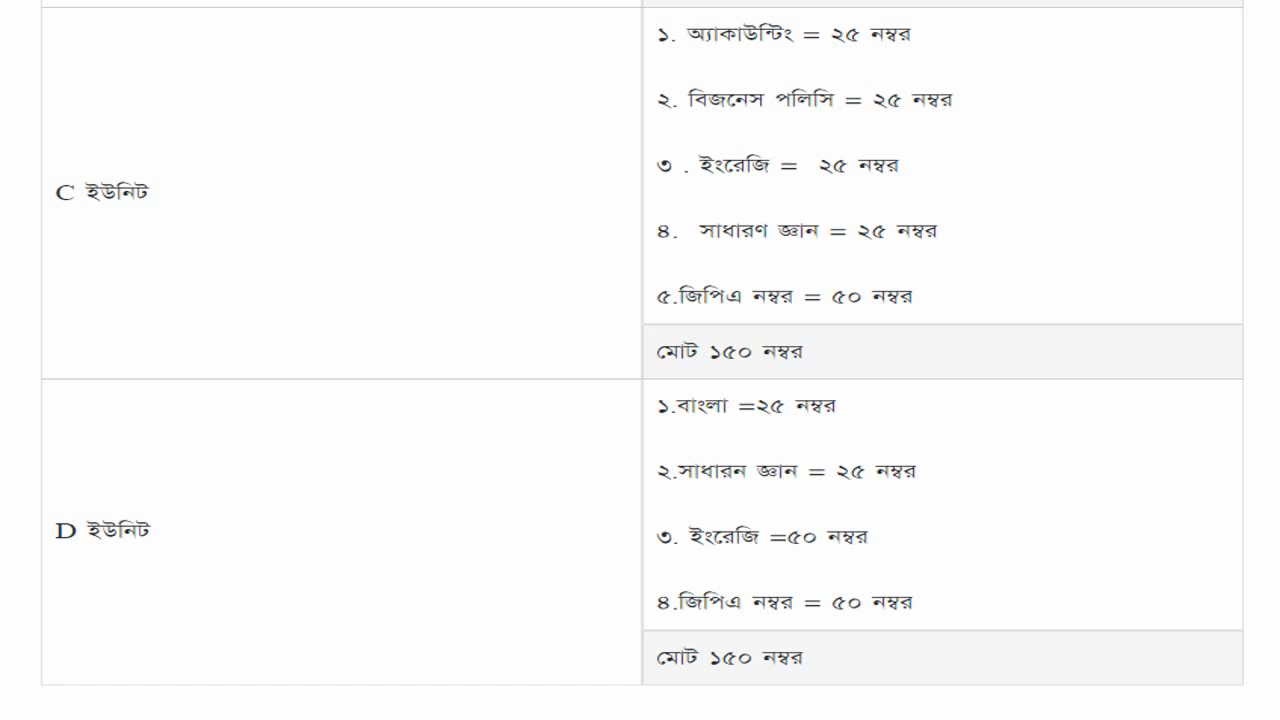 C ইউনিট
১. অ্যাকাউন্টিং = ২৫ নম্বর
২. বিজনেস পলিসি = ২৫ নম্বর
৩ . ইংরেজি = ২৫ নম্বর
৪. সাধারণ জ্ঞান = ২৫ নম্বর
৫.জিপিএ নম্বর = ৫০ নম্বর
মোট ১৫০ নম্বর
D ইউনিট
১.বাংলা =২৫ নম্বর
২.সাধারন জ্ঞান = ২৫ নম্বর
৩. ইংরেজি =৫০ নম্বর
৪.জিপিএ নম্বর = ৫০ নম্বর
মোট ১৫০ নম্বর